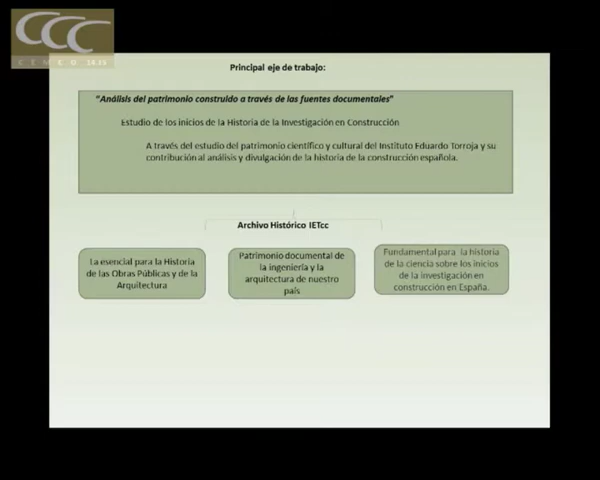 CCC
CEMCO 24.15
Principal eje de trabajo:
"Análisis del patrimonio construido a través de las fuentes documentales"
Estudio de los inicios de la Historia de la Investigación en Construcción
A través del estudio del patrimonio científico y cultural del Instituto Eduardo Torroja y su
contribución al análisis y divulgación de la historia de la construcción española.
Archivo Histórico IETcc
La esencial para la Historia
de las Obras Públicas y de la
Arquitectura
Patrimonio documental de
la ingeniería y la
arquitectura de nuestro
país
Fundamental para la historia
de la ciencia sobre los inicios
de la investigación en
construcción en España.